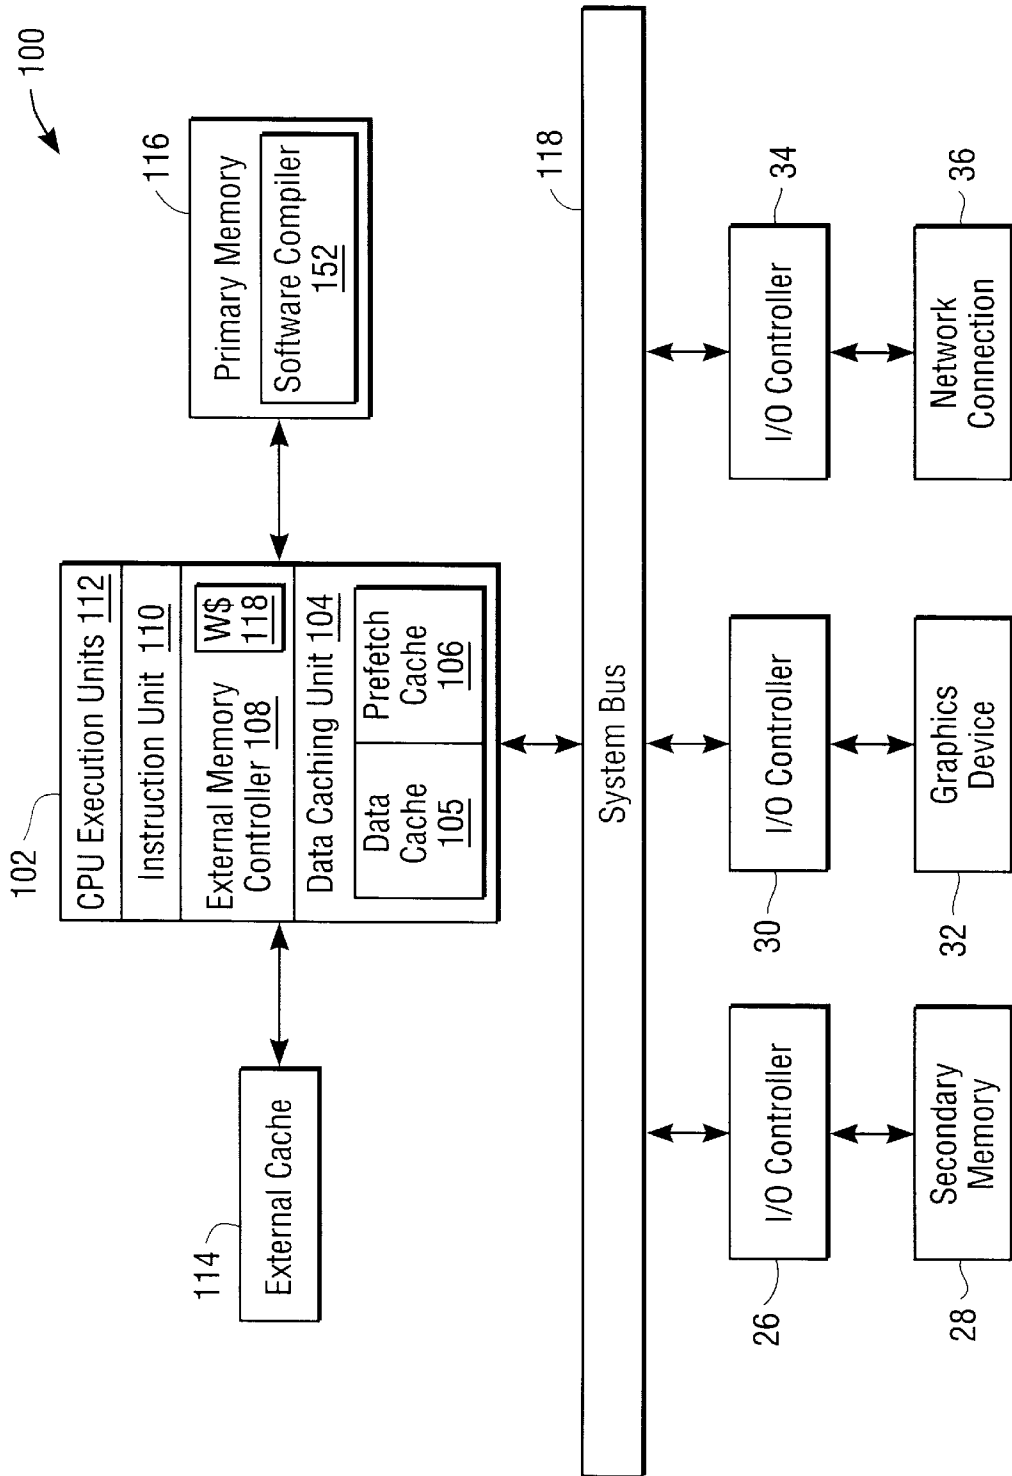 100
102
CPU Execution Units 112
Instruction Unit 110
External Memory
Controller 108
W$
118
Data Caching Unit 104
Data
Cache
105
Prefetch
Cache
106
114
External Cache
116
Primary Memory
Software Compiler
152
118
System Bus
26
I/O Controller
28
Secondary
Memory
30
I/O Controller
32
Graphics
Device
34
I/O Controller
36
Network
Connection